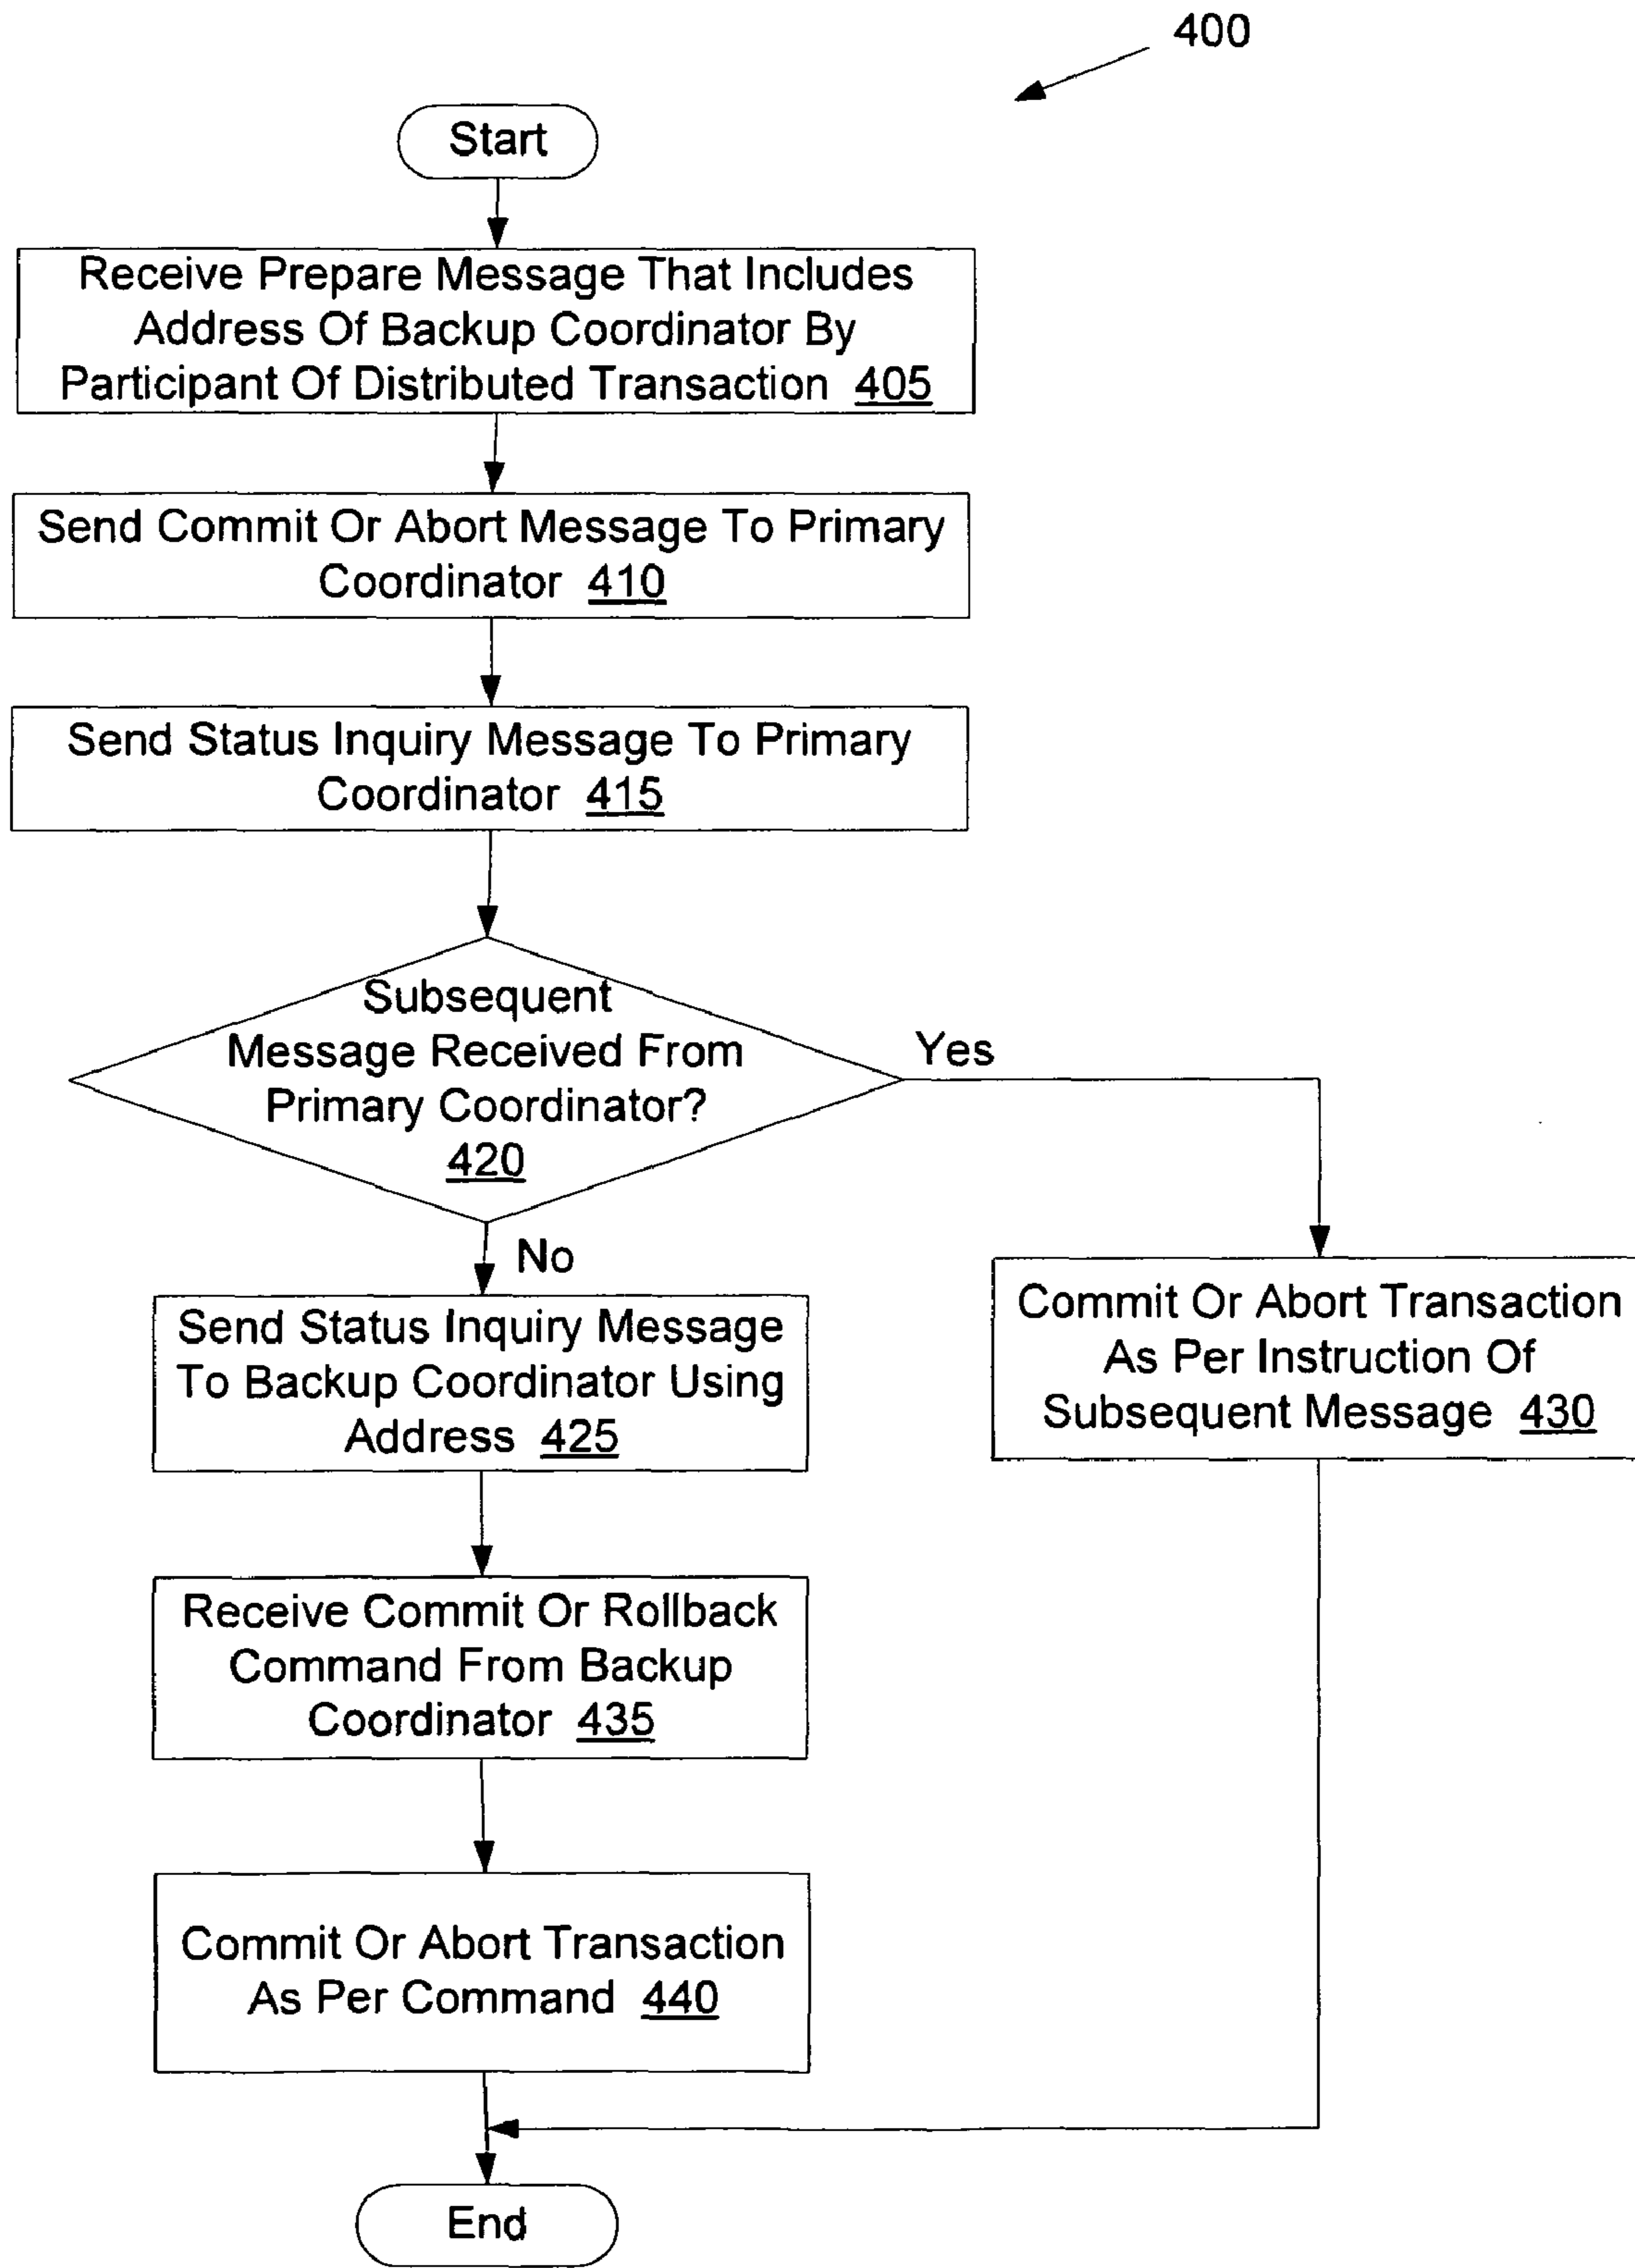 400
Start
Receive Prepare Message That Includes
Address Of Backup Coordinator By
Participant Of Distributed Transaction 405
Send Commit Or Abort Message To Primary
Coordinator 410
Send Status Inquiry Message To Primary
Coordinator 415
Subsequent
Message Received From
Primary Coordinator?
420
Yes
No
Send Status Inquiry Message
To Backup Coordinator Using
Address 425
Commit Or Abort Transaction
As Per Instruction Of
Subsequent Message 430
Receive Commit Or Rollback
Command From Backup
Coordinator 435
Commit Or Abort Transaction
As Per Command 440
End